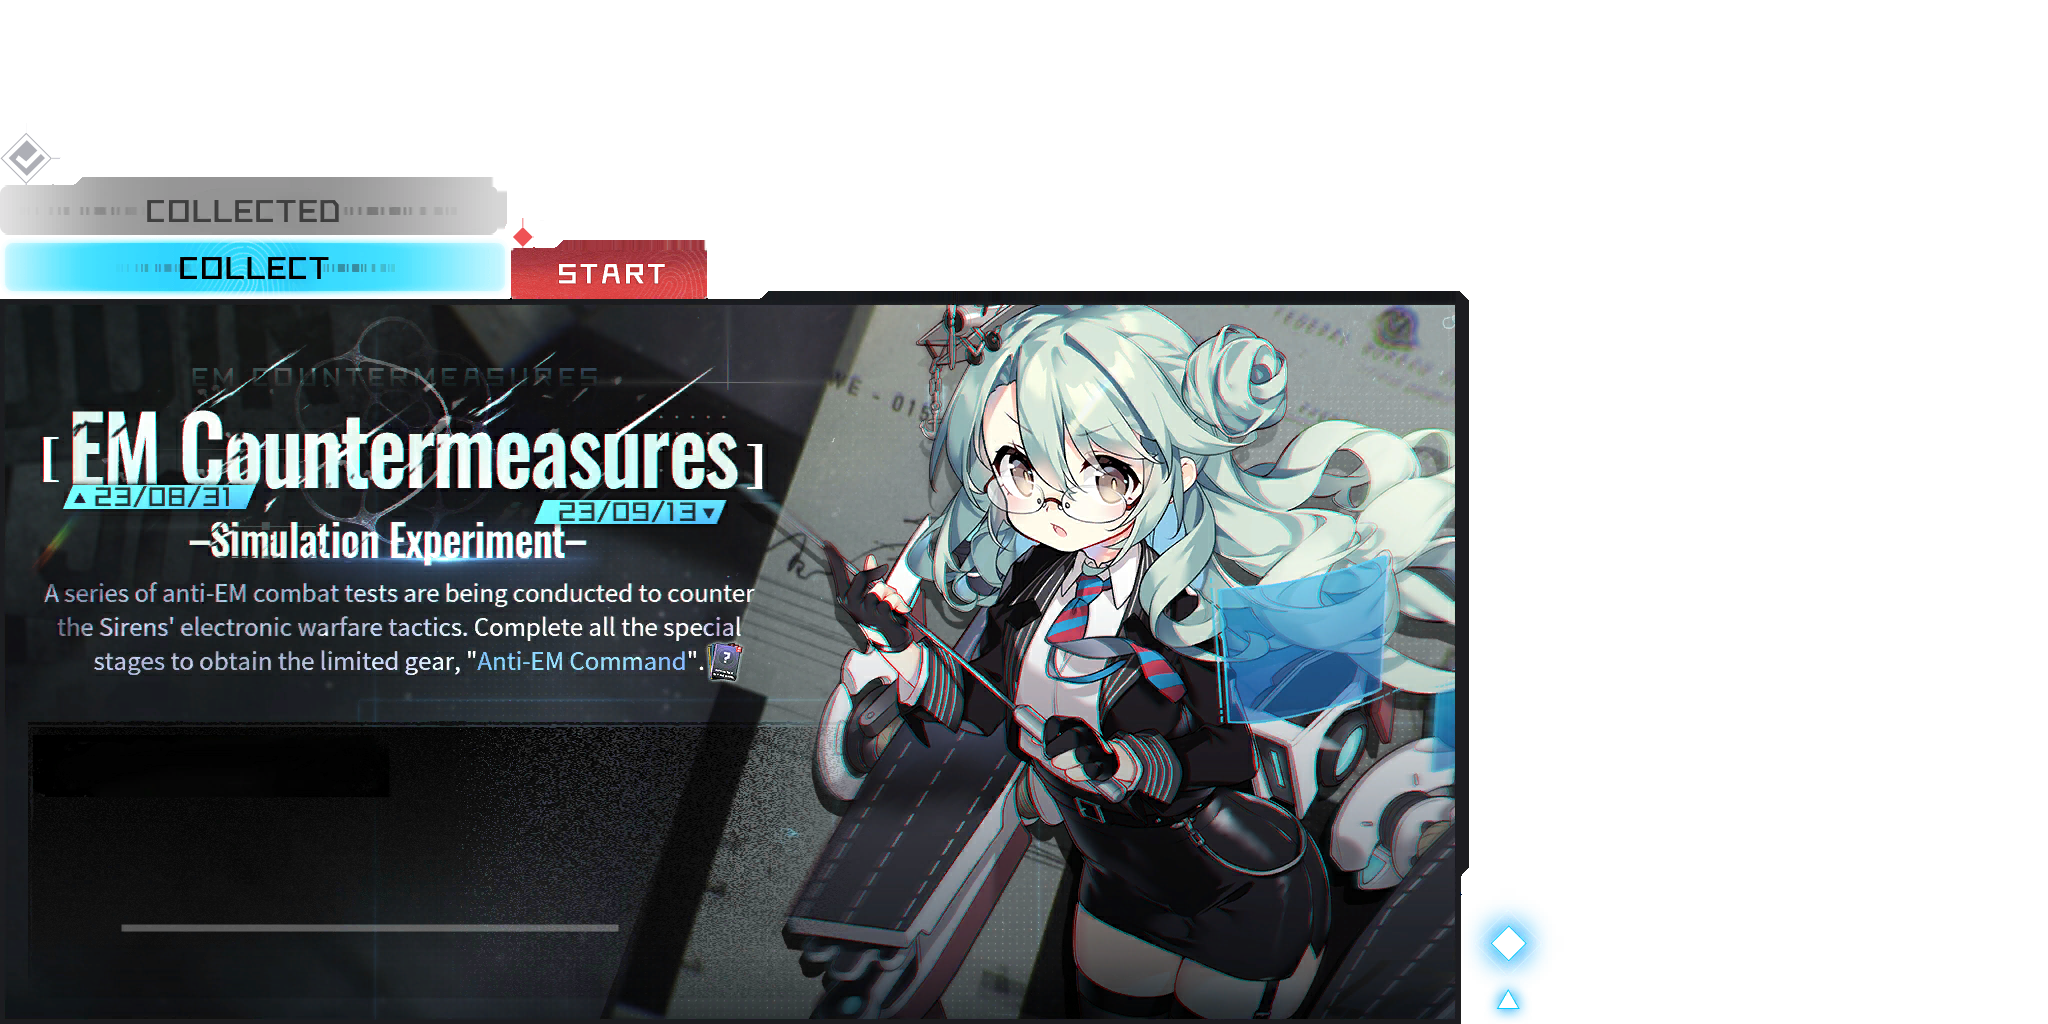 COLLECTED
COLLECT
START
EM COUNTERMEASURES
[EM Countermeasures]
23/08/31
23/09/13
–Simulation Experiment–
A series of anti-EM combat tests are being conducted to counter
the Sirens' electronic warfare tactics. Complete all the special
stages to obtain the limited gear, "Anti-EM Command".
?
- 015
FEDERAL